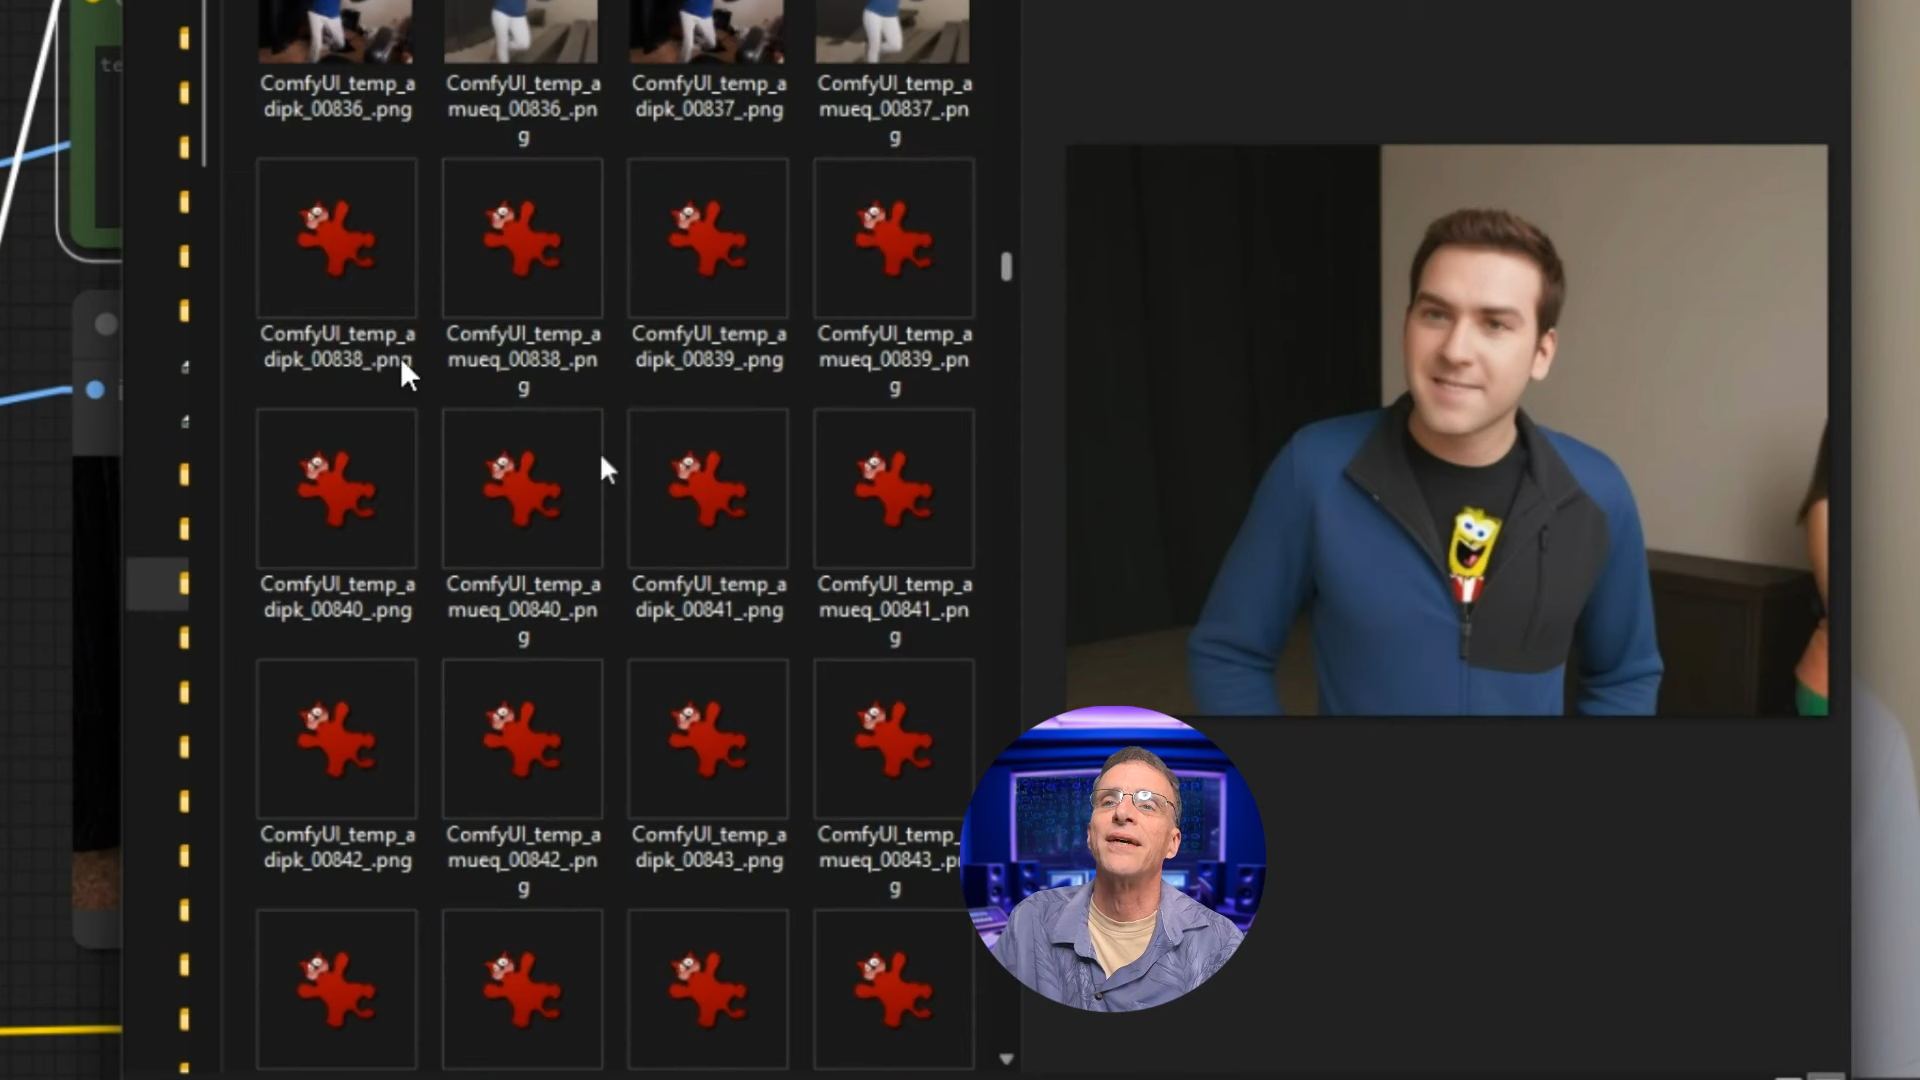 te
ComfyUI_temp_a
dipk_00836_.png
ComfyUI_temp_a
mueq_00836_.pn
g
ComfyUI_temp_a
dipk_00837_.png
ComfyUI_temp_a
mueq_00837_.pn
g
ComfyUI_temp_a
dipk_00838_.png
ComfyUI_temp_a
mueq_00838_.pn
g
ComfyUI_temp_a
dipk_00839_.png
ComfyUI_temp_a
mueq_00839_.pn
g
ComfyUI_temp_a
dipk_00840_.png
ComfyUI_temp_a
mueq_00840_.pn
g
ComfyUI_temp_a
dipk_00841_.png
ComfyUI_temp_a
mueq_00841_.pn
g
ComfyUI_temp_a
dipk_00842_.png
ComfyUI_temp_a
mueq_00842_.pn
g
ComfyUI_temp_a
dipk_00843_.png
ComfyUI_temp_
mueq_00843_.p
g